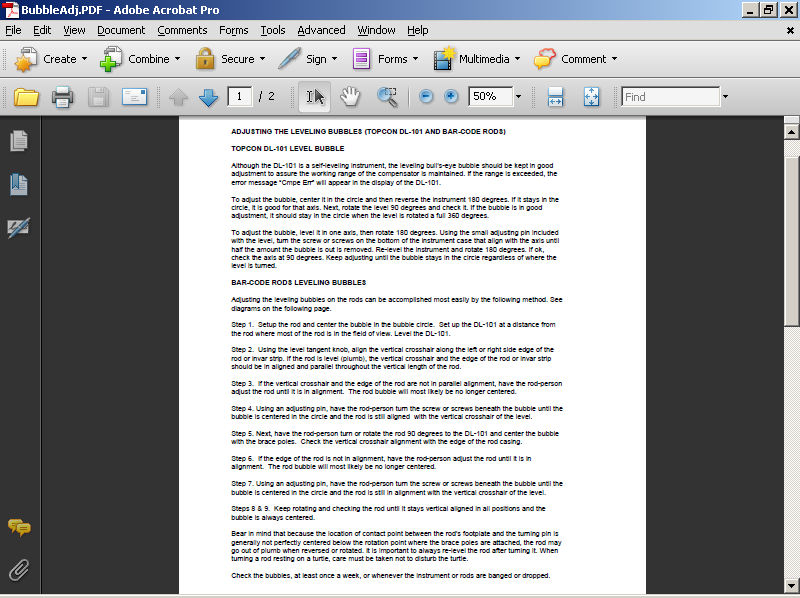 BubbleAdj.PDF - Adobe Acrobat Pro
File Edit View Document Comments Forms Tools Advanced Window Help
Create Combine Secure Sign Forms Multimedia Comment
1 / 2 50% Find
ADJUSTING THE LEVELING BUBBLES (TOPCON DL-101 AND BAR-CODE RODS)
TOPCON DL-101 LEVEL BUBBLE
Although the DL-101 is a self-leveling instrument, the leveling bull's-eye bubble should be kept in good
adjustment to assure the working range of the compensator is maintained. If the range is exceeded, the
error message "Cmps Err" will appear in the display of the DL-101.
To adjust the bubble, center it in the circle and then reverse the instrument 180 degrees. If it stays in the
circle, it is good for that axis. Next, rotate the level 90 degrees and check it. If the bubble is in good
adjustment, it should stay in the circle when the level is rotated a full 360 degrees.
To adjust the bubble, level it in one axis, then rotate 180 degrees. Using the small adjusting pin included
with the level, turn the screw or screws on the bottom of the instrument case that align with the axis until
half the amount the bubble is out is removed. Re-level the instrument and rotate 180 degrees. If ok,
check the axis at 90 degrees. Keep adjusting until the bubble stays in the circle regardless of where the
level is turned.
BAR-CODE RODS LEVELING BUBBLES
Adjusting the leveling bubbles on the rods can be accomplished most easily by the following method. See
diagrams on the following page.
Step 1. Setup the rod and center the bubble in the bubble circle. Set up the DL-101 at a distance from
the rod where most of the rod is in the field of view. Level the DL-101.
Step 2. Using the level tangent knob, align the vertical crosshair along the left or right side edge of the
rod or invar strip. If the rod is level (plumb), the vertical crosshair and the edge of the rod or invar strip
should be in aligned and parallel throughout the vertical length of the rod.
Step 3. If the vertical crosshair and the edge of the rod are not in parallel alignment, have the rod-person
adjust the rod until it is in alignment. The rod bubble will most likely be no longer centered.
Step 4. Using an adjusting pin, have the rod-person turn the screw or screws beneath the bubble until the
bubble is centered in the circle and the rod is still aligned with the vertical crosshair of the level.
Step 5. Next, have the rod-person turn or rotate the rod 90 degrees to the DL-101 and center the bubble
with the brace poles. Check the vertical crosshair alignment with the edge of the rod casing.
Step 6. If the edge of the rod is not in alignment, have the rod-person adjust the rod until it is in
alignment. The rod bubble will most likely be no longer centered.
Step 7. Using an adjusting pin, have the rod-person turn the screw or screws beneath the bubble until the
bubble is centered in the circle and the rod is still in alignment with the vertical crosshair of the level.
Steps 8 & 9. Keep rotating and checking the rod until it stays vertical aligned in all positions and the
bubble is always centered.
Bear in mind that because the location of contact point between the rod's footplate and the turning pin is
generally not perfectly centered below the rotation point where the brace poles are attached, the rod may
go out of plumb when reversed or rotated. It is important to always re-level the rod after turning it. When
turning a rod resting on a turtle, care must be taken not to disturb the turtle.
Check the bubbles, at least once a week, or whenever the instrument or rods are banged or dropped.